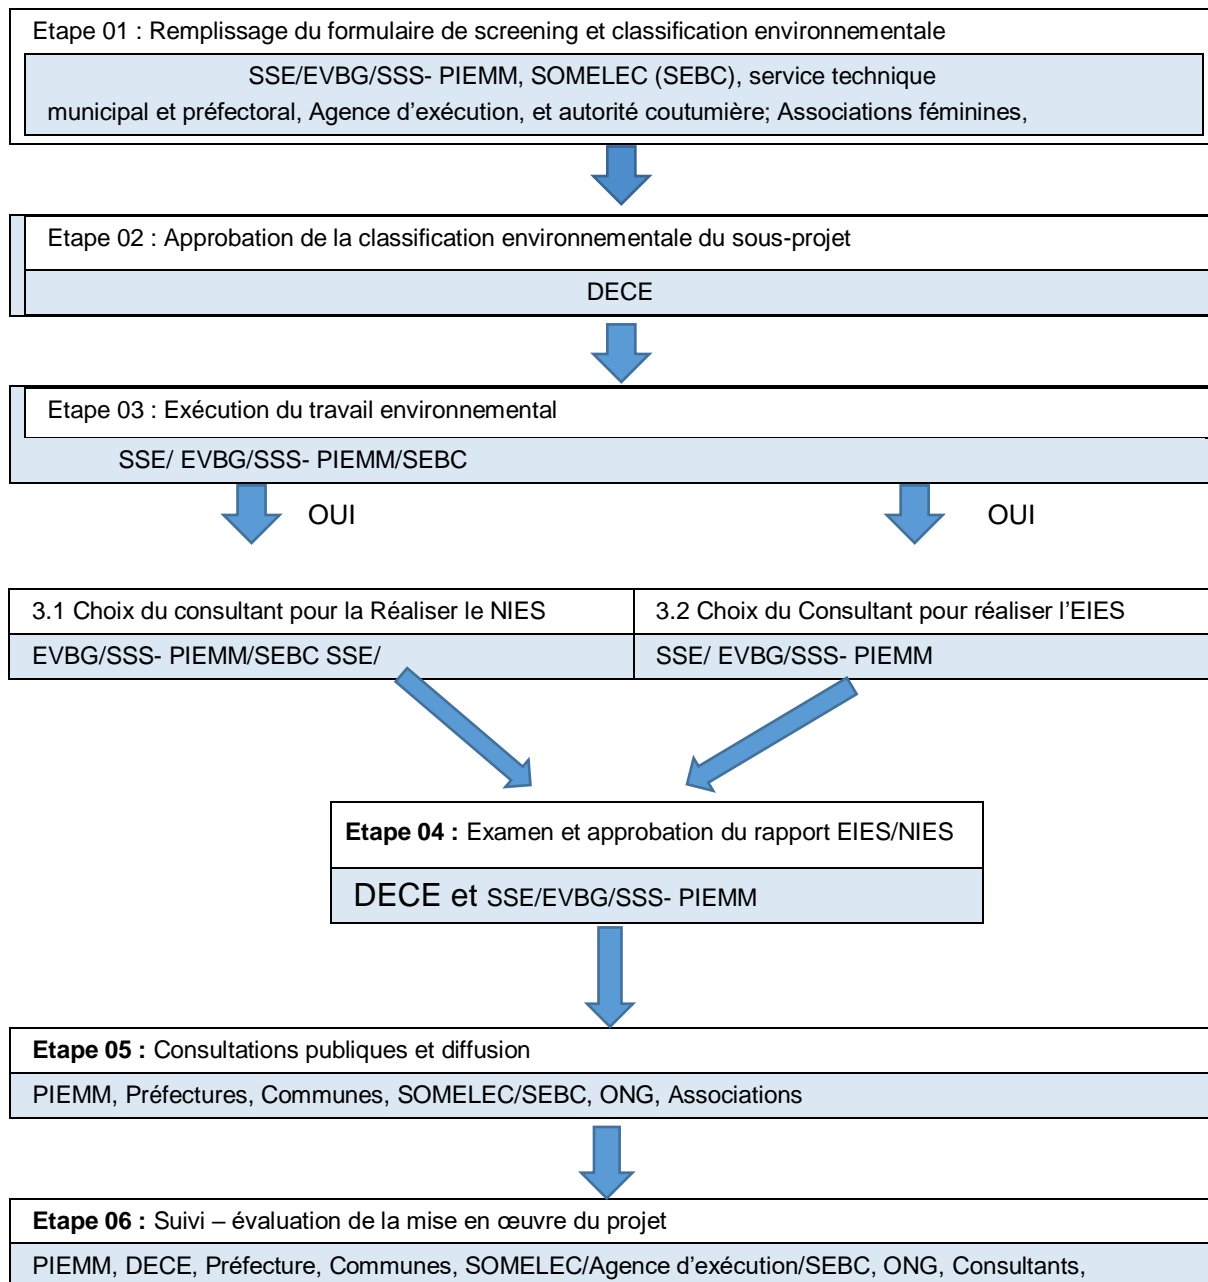 Etape 01 : Remplissage du formulaire de screening et classification environnementale
SSE/EVBG/SSS- PIEMM, SOMELEC (SEBC), service technique
municipal et préfectoral, Agence d’exécution, et autorité coutumière; Associations féminines,
Etape 02 : Approbation de la classification environnementale du sous-projet
DECE
Etape 03 : Exécution du travail environnemental
SSE/ EVBG/SSS- PIEMM/SEBC
OUI
OUI
3.1 Choix du consultant pour la Réaliser le NIES
EVBG/SSS- PIEMM/SEBC SSE/
3.2 Choix du Consultant pour réaliser l’EIES
SSE/ EVBG/SSS- PIEMM
Etape 04 : Examen et approbation du rapport EIES/NIES
DECE et SSE/EVBG/SSS- PIEMM
Etape 05 : Consultations publiques et diffusion
PIEMM, Préfectures, Communes, SOMELEC/SEBC, ONG, Associations
Etape 06 : Suivi – évaluation de la mise en œuvre du projet
PIEMM, DECE, Préfecture, Communes, SOMELEC/Agence d’exécution/SEBC, ONG, Consultants,